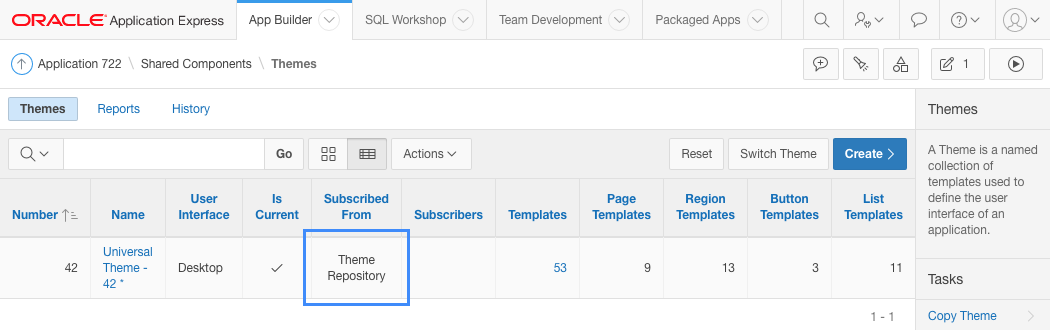 ORACLE Application Express
App Builder
SQL Workshop
Team Development
Packaged Apps
Application 722 \ Shared Components \ Themes
1
Themes
Reports
History
Themes
Go
Actions
Reset
Switch Theme
Create
A Theme is a named
collection of
templates used to
define the user
interface of an
application.
Number
Name
User
Interface
Is
Current
Subscribed
From
Subscribers
Templates
Page
Templates
Region
Templates
Button
Templates
List
Templates
42
Universal
Theme -
42 *
Desktop
Theme
Repository
53
9
13
3
11
1 - 1
Tasks
Copy Theme